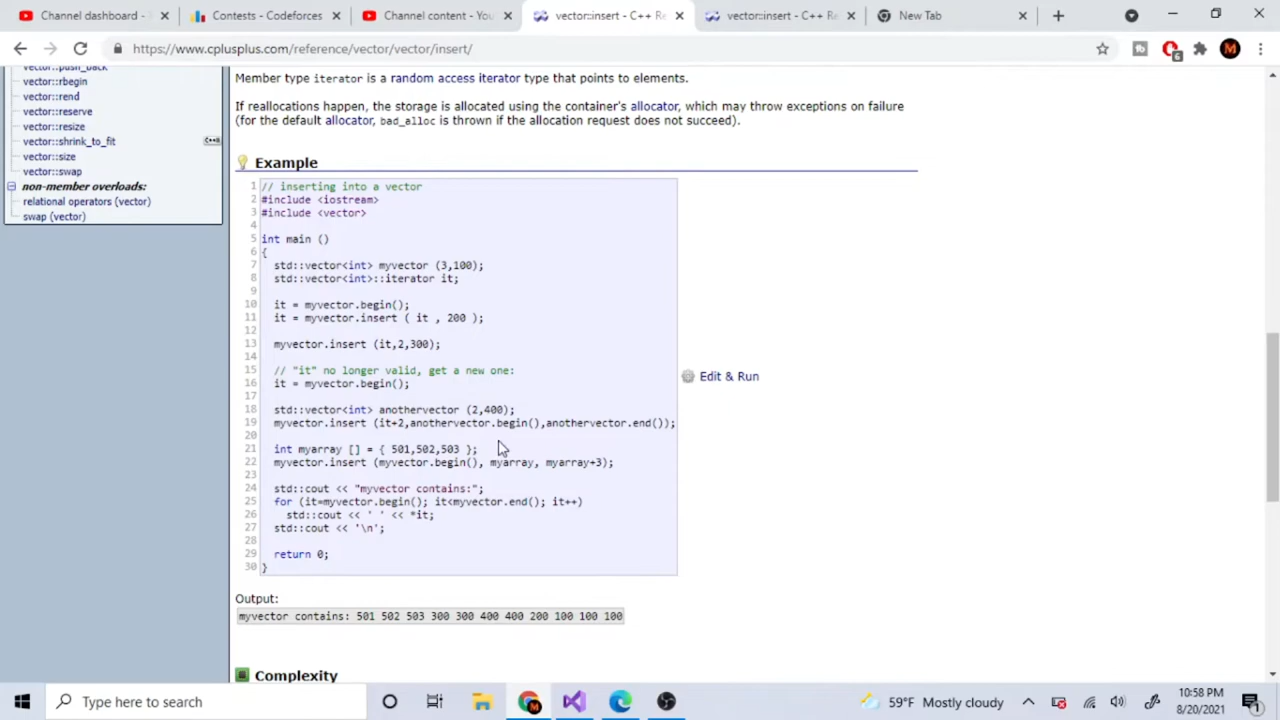 Channel dashboard -
Contests - Codeforces
Channel content - You
vector::insert - C++ Re
vector::insert - C++ Re
New Tab
https://www.cplusplus.com/reference/vector/vector/insert/
6
M
vector::push_back
vector::rbegin
vector::rend
vector::reserve
vector::resize
vector::shrink_to_fit
vector::size
vector::swap
non-member overloads:
relational operators (vector)
swap (vector)
Member type iterator is a random access iterator type that points to elements.
If reallocations happen, the storage is allocated using the container's allocator, which may throw exceptions on failure
(for the default allocator, bad_alloc is thrown if the allocation request does not succeed).
Example
1 // inserting into a vector
2 #include <iostream>
3 #include <vector>
4
5 int main ()
6 {
7 std::vector<int> myvector (3,100);
8 std::vector<int>::iterator it;
9
10 it = myvector.begin();
11 it = myvector.insert ( it , 200 );
12
13 myvector.insert (it,2,300);
14
15 // "it" no longer valid, get a new one:
16 it = myvector.begin();
17
18 std::vector<int> anothervector (2,400);
19 myvector.insert (it+2,anothervector.begin(),anothervector.end());
20
21 int myarray [] = { 501,502,503 };
22 myvector.insert (myvector.begin(), myarray, myarray+3);
23
24 std::cout << "myvector contains:";
25 for (it=myvector.begin(); it<myvector.end(); it++)
26 std::cout << ' ' << *it;
27 std::cout << '\n';
28
29 return 0;
30 }
Edit & Run
Output:
myvector contains: 501 502 503 300 300 400 400 200 100 100 100
Complexity
Type here to search
59°F Mostly cloudy
10:58 PM
8/20/2021
1